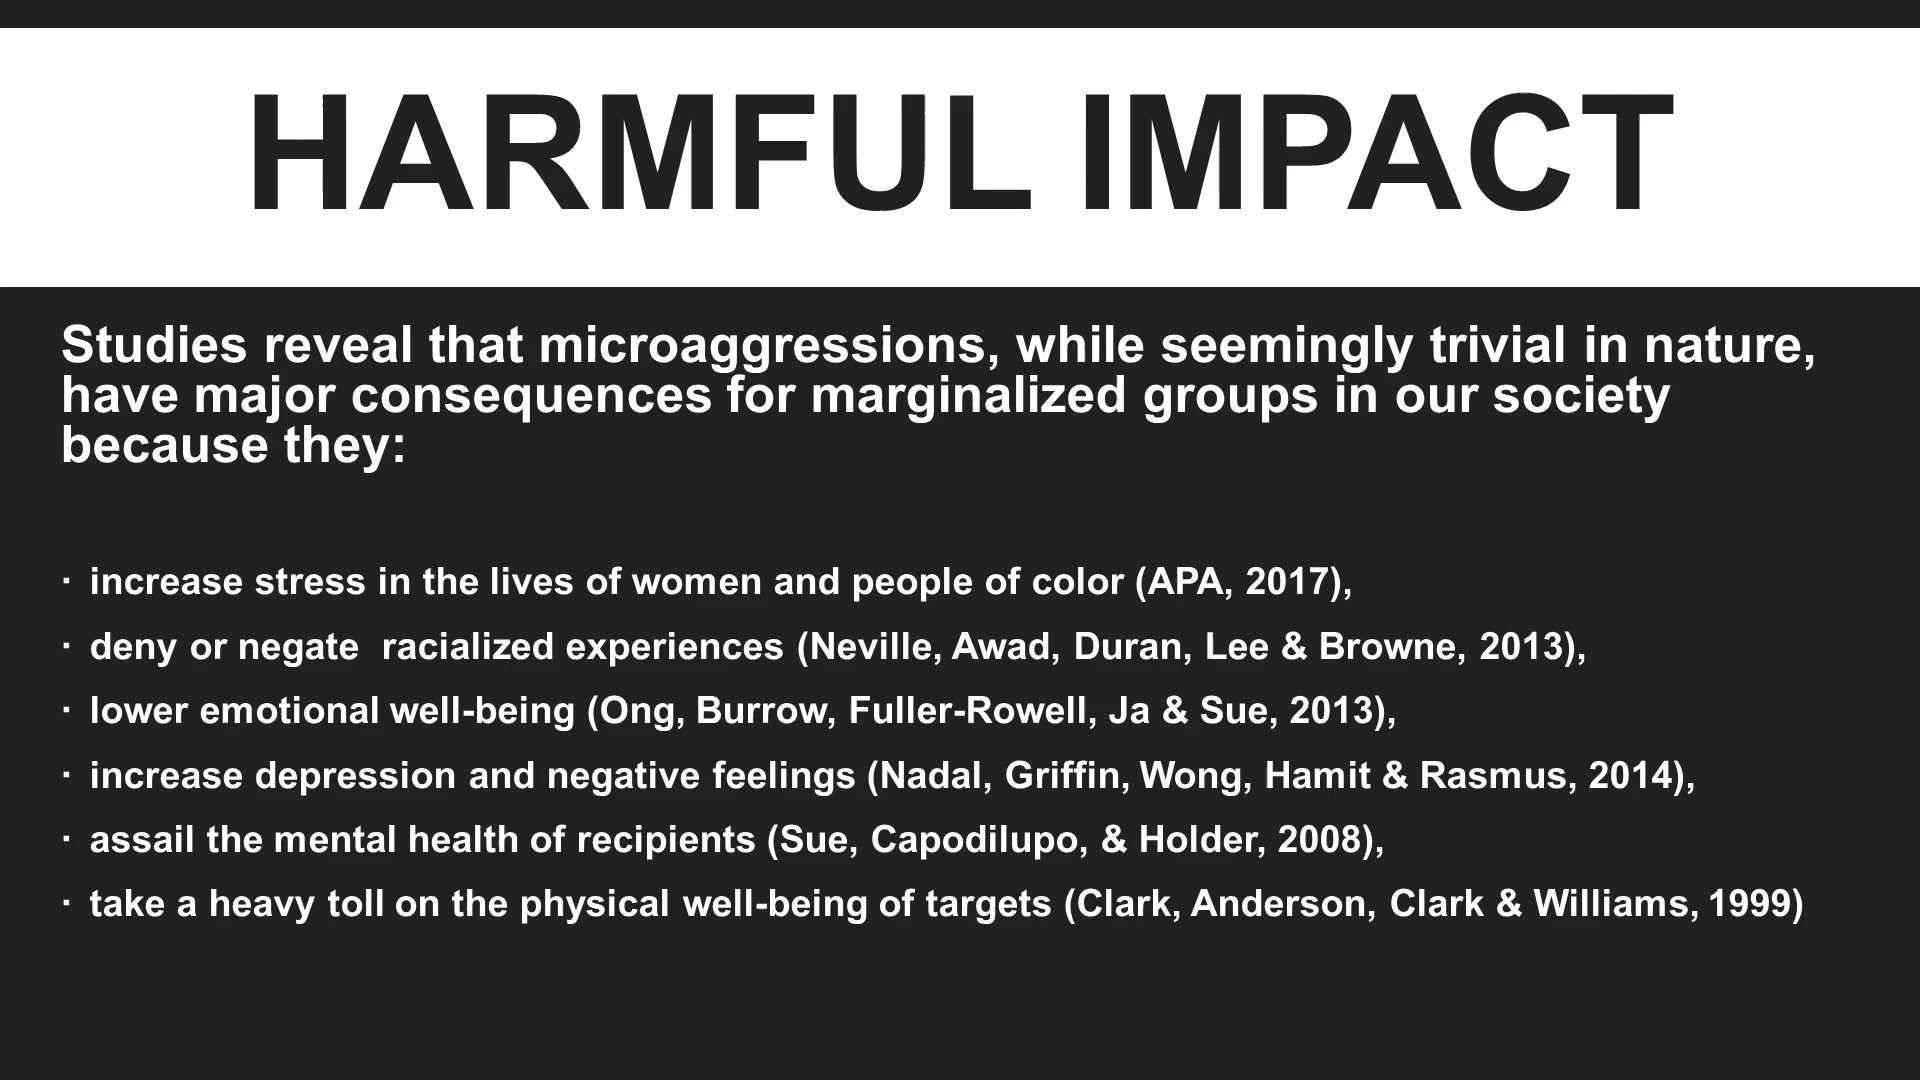 HARMFUL IMPACT
Studies reveal that microaggressions, while seemingly trivial in nature,
have major consequences for marginalized groups in our society
because they:
· increase stress in the lives of women and people of color (APA, 2017),
· deny or negate  racialized experiences (Neville, Awad, Duran, Lee & Browne, 2013),
· lower emotional well-being (Ong, Burrow, Fuller-Rowell, Ja & Sue, 2013),
· increase depression and negative feelings (Nadal, Griffin, Wong, Hamit & Rasmus, 2014),
· assail the mental health of recipients (Sue, Capodilupo, & Holder, 2008),
· take a heavy toll on the physical well-being of targets (Clark, Anderson, Clark & Williams, 1999)